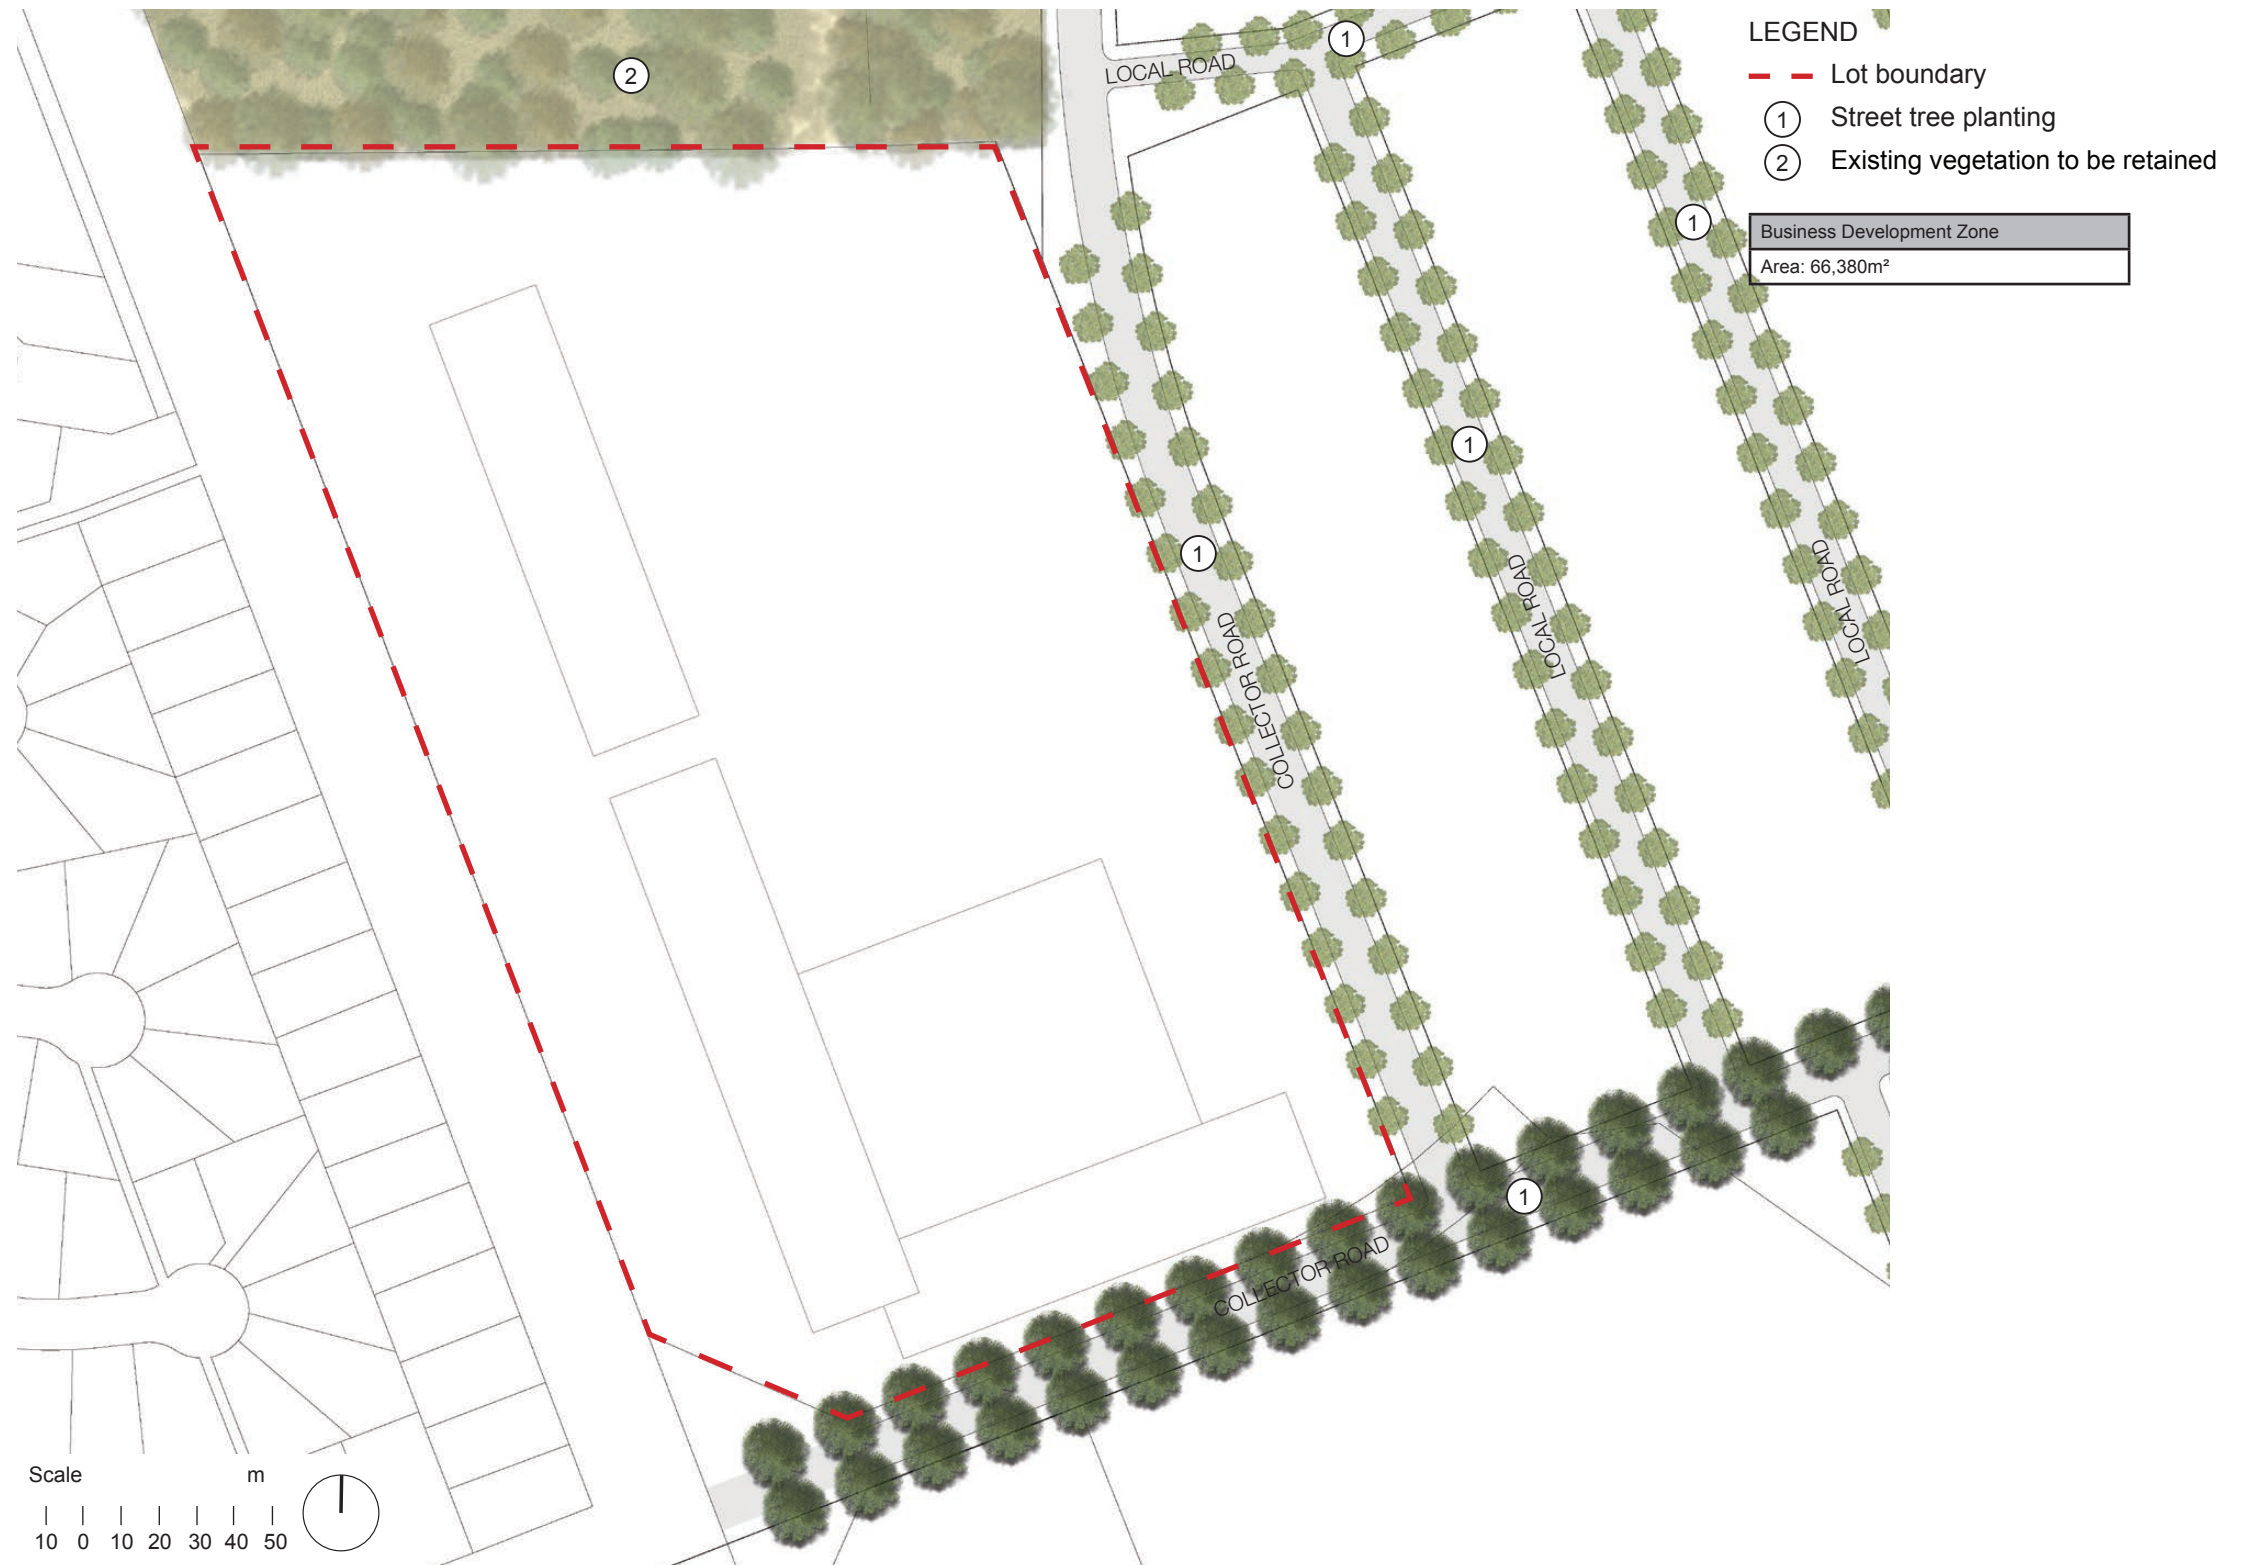 LEGEND
Lot boundary
1 Street tree planting
2 Existing vegetation to be retained
Business Development Zone
Area: 66,380m²
2
1
LOCAL ROAD
1
1
1
COLLECTOR ROAD
LOCAL ROAD
LOCAL ROAD
1
COLLECTOR ROAD
Scale m
10 0 10 20 30 40 50